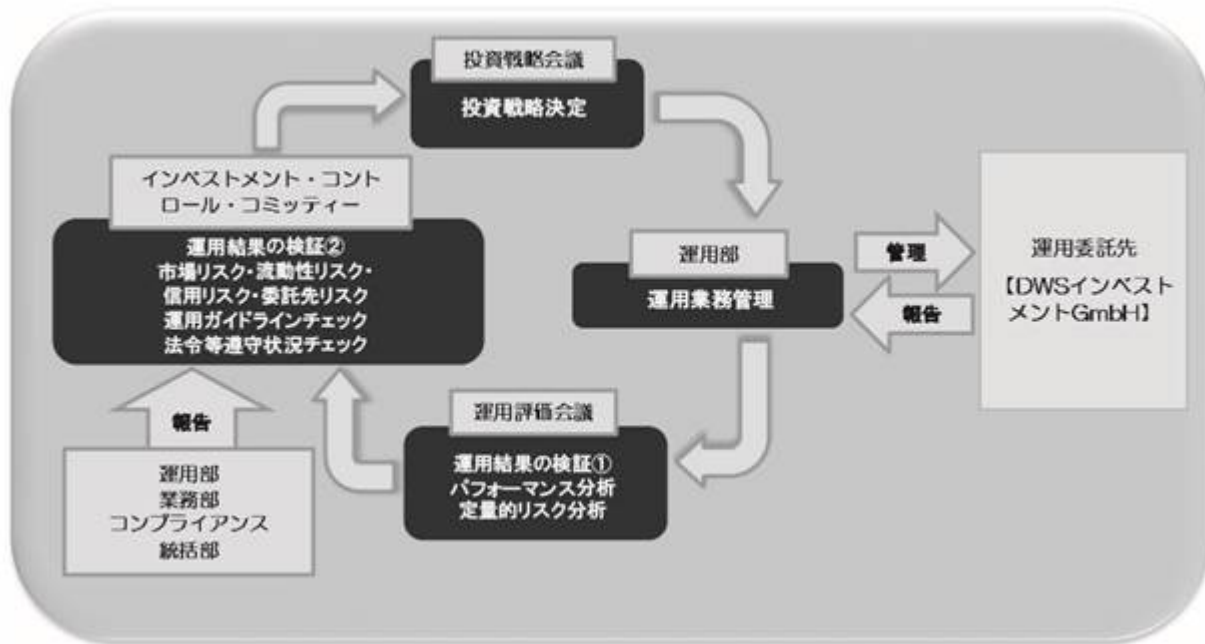 投資戦略会議
投資戦略決定
インベストメント・コント
ロール・コミッティー
運用結果の検証②
市場リスク・流動性リスク・
信用リスク・委託先リスク
運用ガイドラインチェック
法令等遵守状況チェック
運用部
運用業務管理
管理
報告
運用委託先
【DWSインベスト
メントGmbH】
運用評価会議
運用結果の検証①
パフォーマンス分析
定量的リスク分析
報告
運用部
業務部
コンプライアンス
統括部